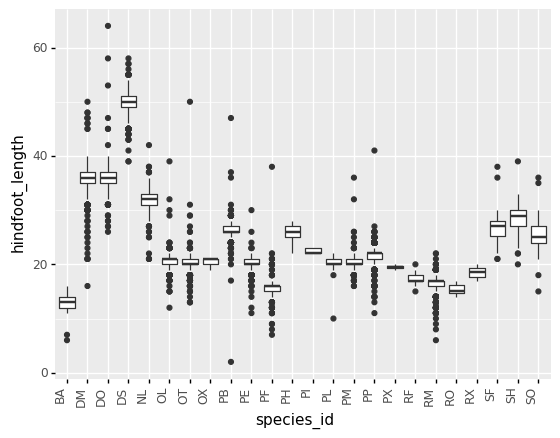 60
40
20
0
hindfoot_length
BA DM DO DS NL OL OT OX PB PE PF PH PI PL PM PP PX RF RM RO RX SF SH SO
species_id